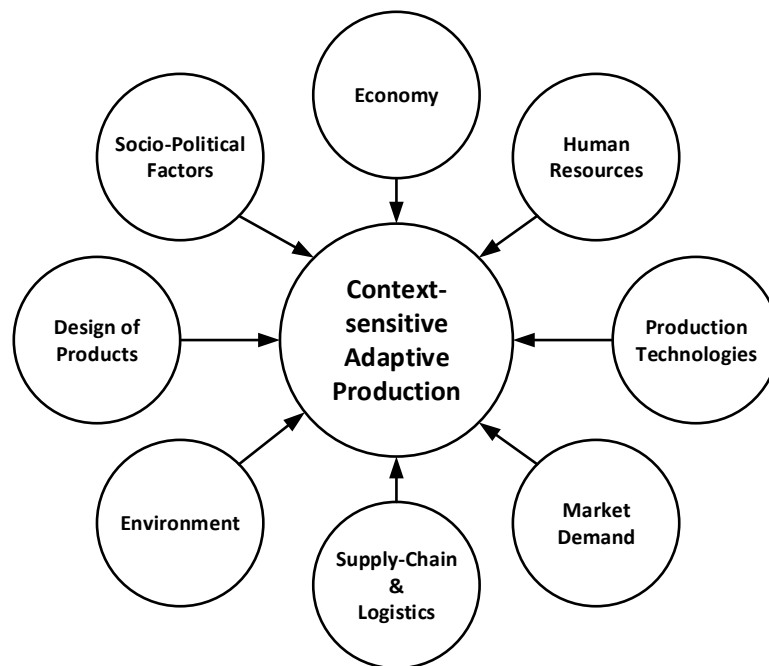 Economy
Socio-Political
Factors
Human
Resources
Context-
sensitive
Adaptive
Production
Design of
Products
Production
Technologies
Environment
Market
Demand
Supply-Chain
&
Logistics